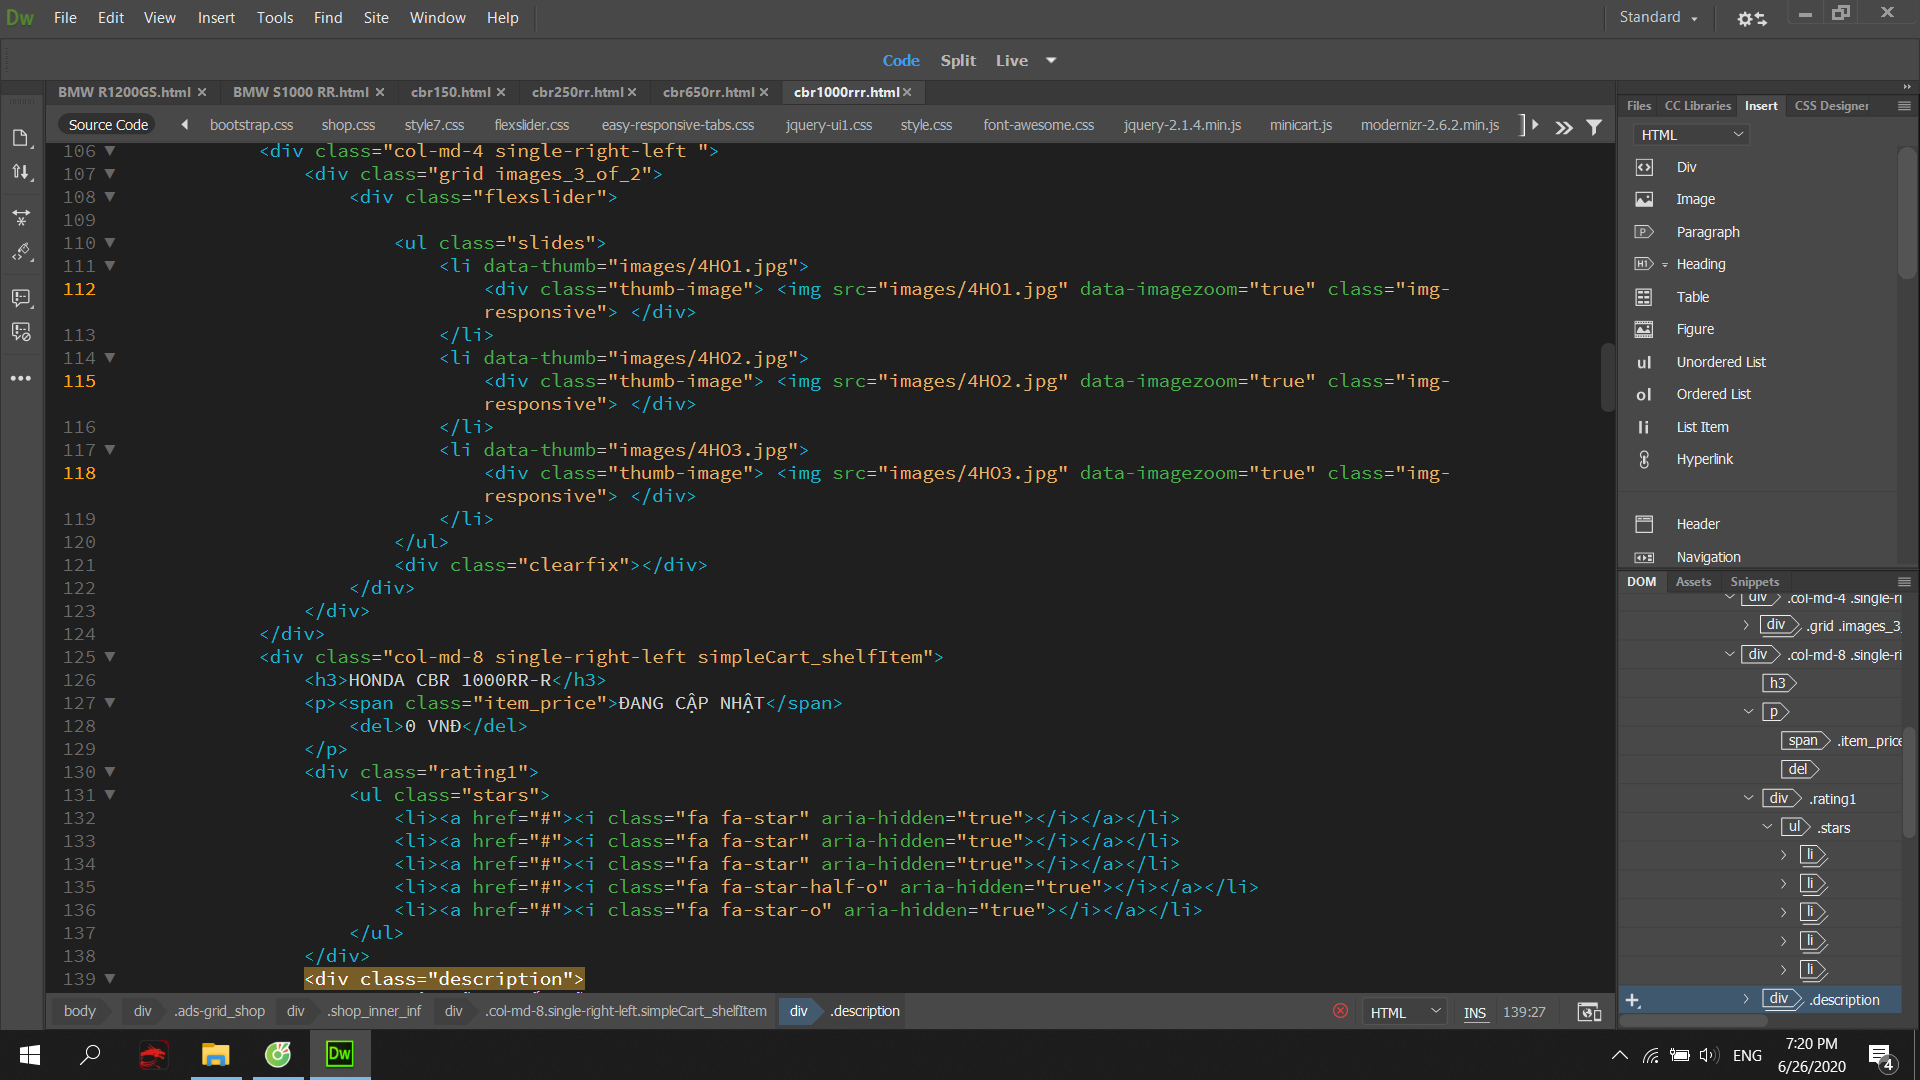 Dw File Edit View Insert Tools Find Site Window Help Standard
Code Split Live
BMW R1200GS.html BMW S1000 RR.html cbr150.html cbr250rr.html cbr650rr.html cbr1000rrr.html
Source Code bootstrap.css shop.css style7.css flexslider.css easy-responsive-tabs.css jquery-ui1.css style.css font-awesome.css jquery-2.1.4.min.js minicart.js modernizr-2.6.2.min.js
106 <div class="col-md-4 single-right-left ">
107 <div class="grid images_3_of_2">
108 <div class="flexslider">
109
110 <ul class="slides">
111 <li data-thumb="images/4HO1.jpg">
112 <div class="thumb-image"> <img src="images/4HO1.jpg" data-imagezoom="true" class="img-
responsive"> </div>
113 </li>
114 <li data-thumb="images/4HO2.jpg">
115 <div class="thumb-image"> <img src="images/4HO2.jpg" data-imagezoom="true" class="img-
responsive"> </div>
116 </li>
117 <li data-thumb="images/4HO3.jpg">
118 <div class="thumb-image"> <img src="images/4HO3.jpg" data-imagezoom="true" class="img-
responsive"> </div>
119 </li>
120 </ul>
121 <div class="clearfix"></div>
122 </div>
123 </div>
124 </div>
125 <div class="col-md-8 single-right-left simpleCart_shelfItem">
126 <h3>HONDA CBR 1000RR-R</h3>
127 <p><span class="item_price">ĐANG CẬP NHẬT</span>
128 <del>0 VNĐ</del>
129 </p>
130 <div class="rating1">
131 <ul class="stars">
132 <li><a href="#"><i class="fa fa-star" aria-hidden="true"></i></a></li>
133 <li><a href="#"><i class="fa fa-star" aria-hidden="true"></i></a></li>
134 <li><a href="#"><i class="fa fa-star" aria-hidden="true"></i></a></li>
135 <li><a href="#"><i class="fa fa-star-half-o" aria-hidden="true"></i></a></li>
136 <li><a href="#"><i class="fa fa-star-o" aria-hidden="true"></i></a></li>
137 </ul>
138 </div>
139 <div class="description">
body div .ads-grid_shop div .shop_inner_inf div .col-md-8.single-right-left.simpleCart_shelfItem div .description HTML INS 139:27
Files CC Libraries Insert CSS Designer
HTML
Div
Image
Paragraph
H1 Heading
Table
Figure
ul Unordered List
ol Ordered List
li List Item
Hyperlink
Header
Navigation
DOM Assets Snippets
div .col-md-4 .single-ri
div .grid .images_3_
div .col-md-8 .single-ri
h3
p
span .item_price
del
div .rating1
ul .stars
li
li
li
li
li
div .description
Dw ENG 7:20 PM
6/26/2020 4